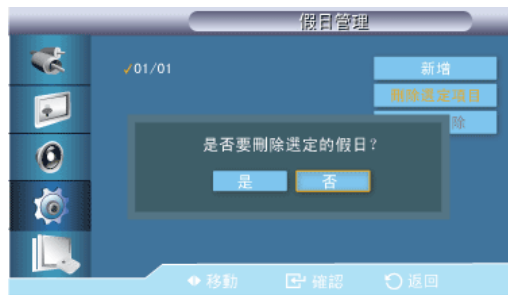 假日管理
✓01/01
新增
刪除選定項目
除
是否要刪除選定的假日?
是
否
移動
確認
返回